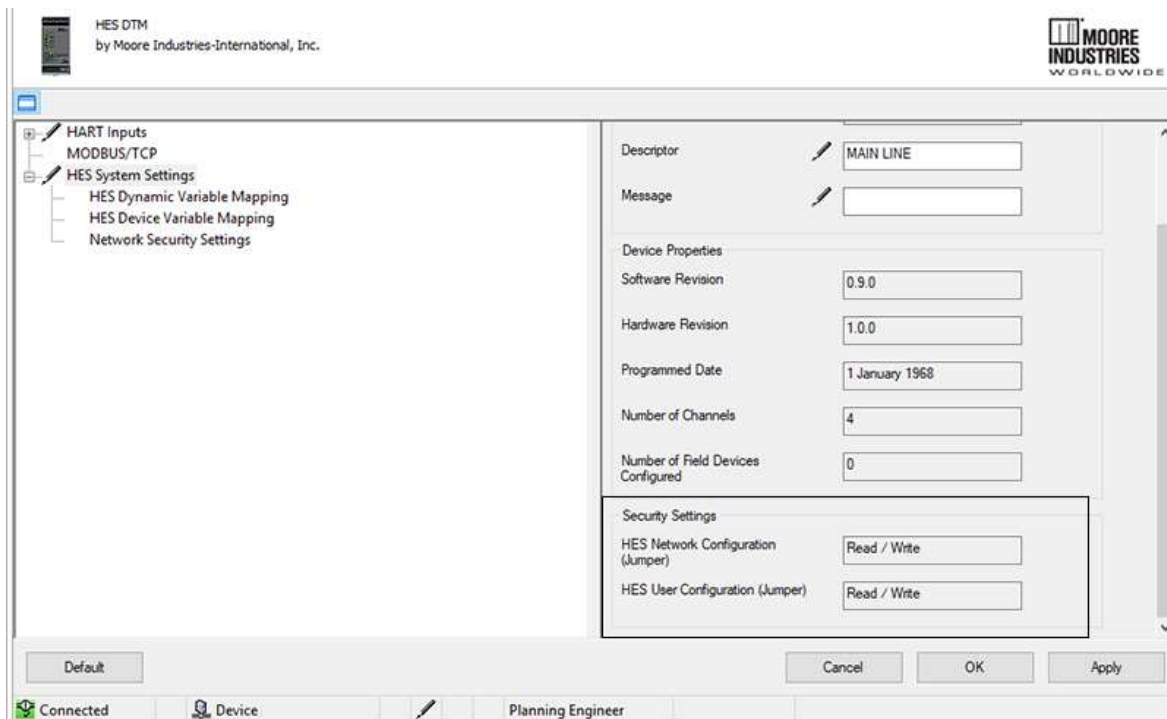 HES DTM
by Moore Industries-International, Inc.
MOORE
INDUSTRIES
WORLDWIDE
HART Inputs
MODBUS/TCP
HES System Settings
HES Dynamic Variable Mapping
HES Device Variable Mapping
Network Security Settings
Descriptor MAIN LINE
Message
Device Properties
Software Revision 0.9.0
Hardware Revision 1.0.0
Programmed Date 1 January 1968
Number of Channels 4
Number of Field Devices
Configured 0
Security Settings
HES Network Configuration
(Jumper) Read / Write
HES User Configuration (Jumper) Read / Write
Default Cancel OK Apply
Connected Device Planning Engineer